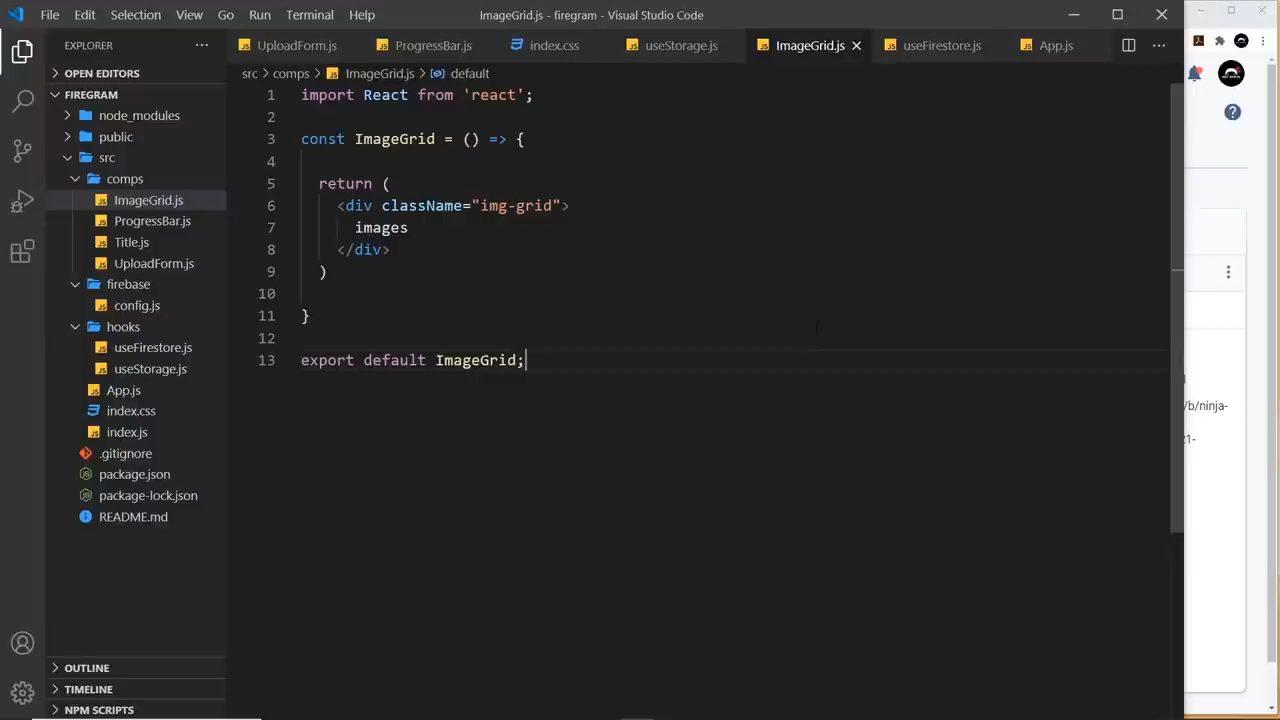 File Edit Selection View Go Run Terminal Help ImageGrid.js - firegram - Visual Studio Code
EXPLORER
OPEN EDITORS
FIREGRAM
node_modules
public
src
comps
ImageGrid.js
ProgressBar.js
Title.js
UploadForm.js
firebase
config.js
hooks
useFirestore.js
useStorage.js
App.js
index.css
index.js
.gitignore
package.json
package-lock.json
README.md
OUTLINE
TIMELINE
NPM SCRIPTS
UploadForm.js ProgressBar.js index.css useStorage.js ImageGrid.js useFirestore.js App.js
src > comps > ImageGrid.js > default
1 import React from 'react';
2
3 const ImageGrid = () => {
4
5 return (
6 <div className="img-grid">
7 images
8 </div>
9 )
10
11 }
12
13 export default ImageGrid;
/b/ninja-